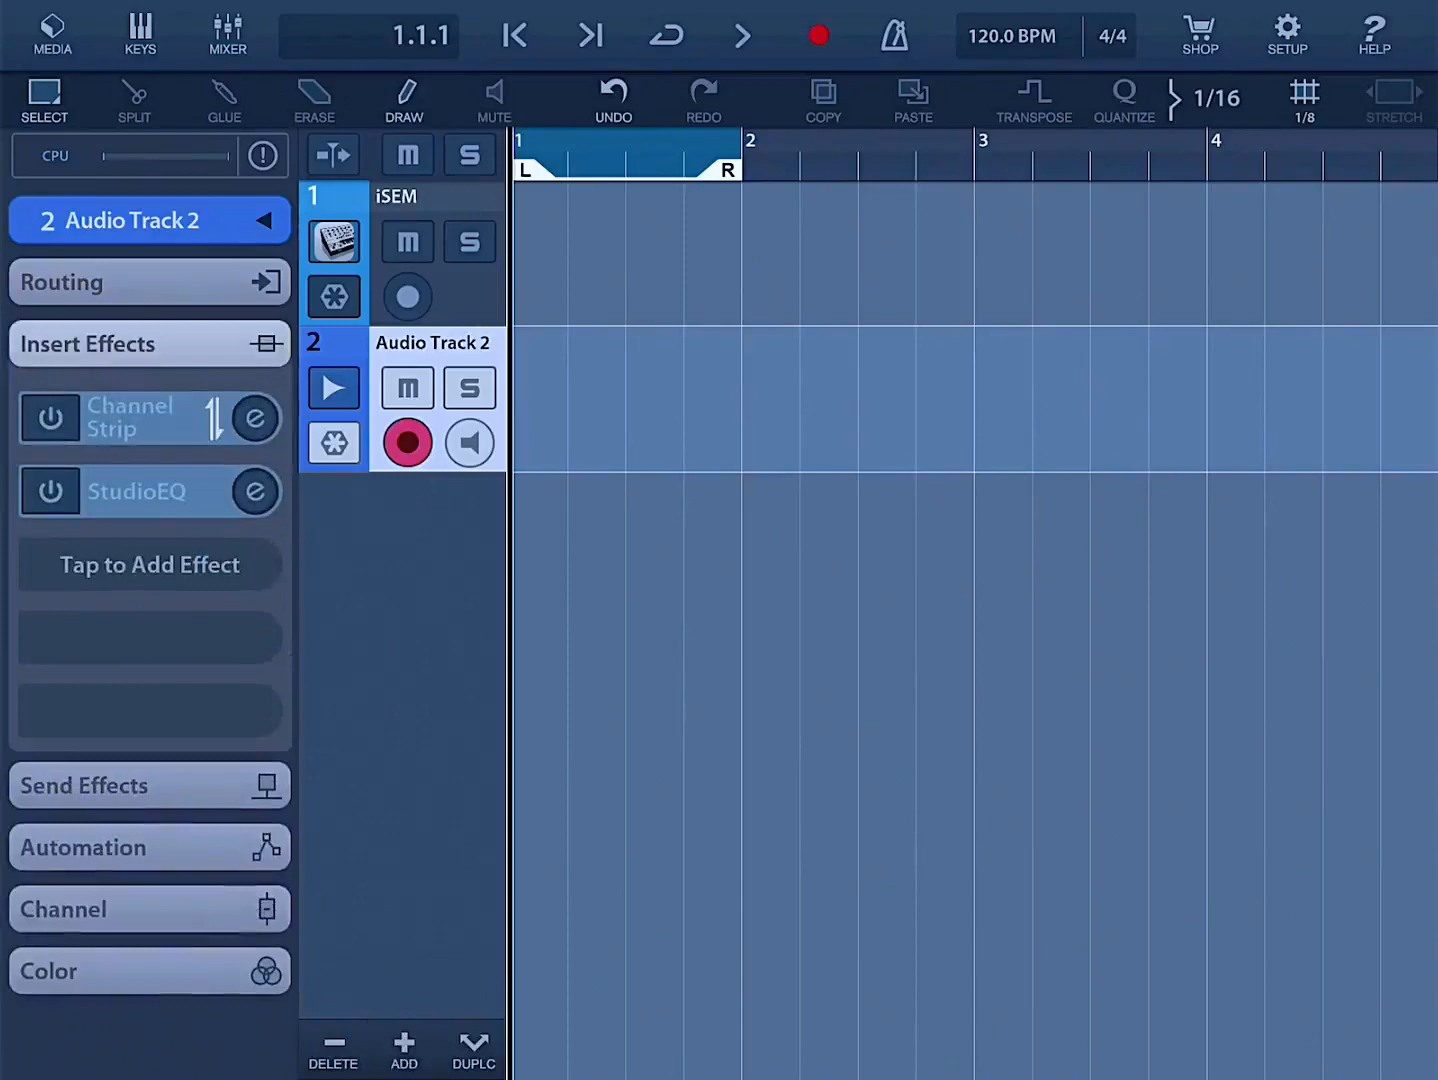 MEDIA
KEYS
MIXER
1.1.1
120.0 BPM
4/4
SHOP
SETUP
?
HELP
SELECT
SPLIT
GLUE
ERASE
DRAW
MUTE
UNDO
REDO
COPY
PASTE
TRANSPOSE
Q
QUANTIZE
1/16
1/8
STRETCH
CPU
!
M
S
1
2
3
4
L
R
2 Audio Track 2
1
iSEM
M
S
Routing
Insert Effects
2
Audio Track 2
M
S
Channel
Strip
e
StudioEQ
e
Tap to Add Effect
Send Effects
Automation
Channel
Color
DELETE
ADD
DUPLC